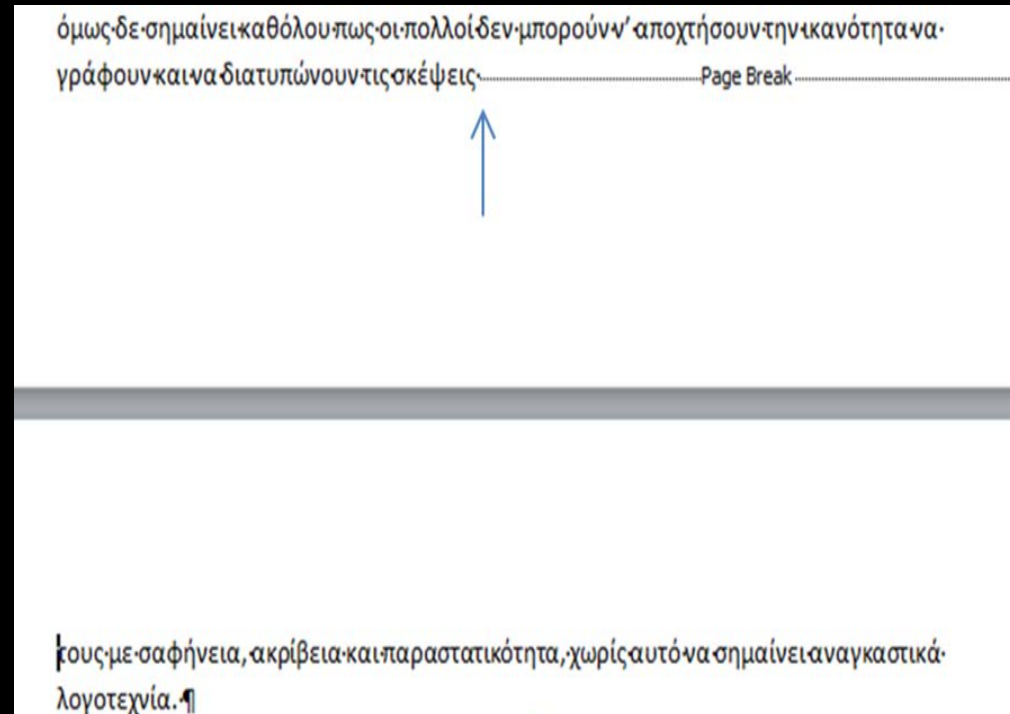 όμως δε σημαίνει καθόλου πως οι πολλοί δεν μπορούν ν' αποχτήσουν την ικανότητα να
γράφουν και να διατυπώνουν τις σκέψεις Page Break
τους με σαφήνεια, ακρίβεια και παραστατικότητα, χωρίς αυτό να σημαίνει αναγκαστικά
λογοτεχνία. ¶